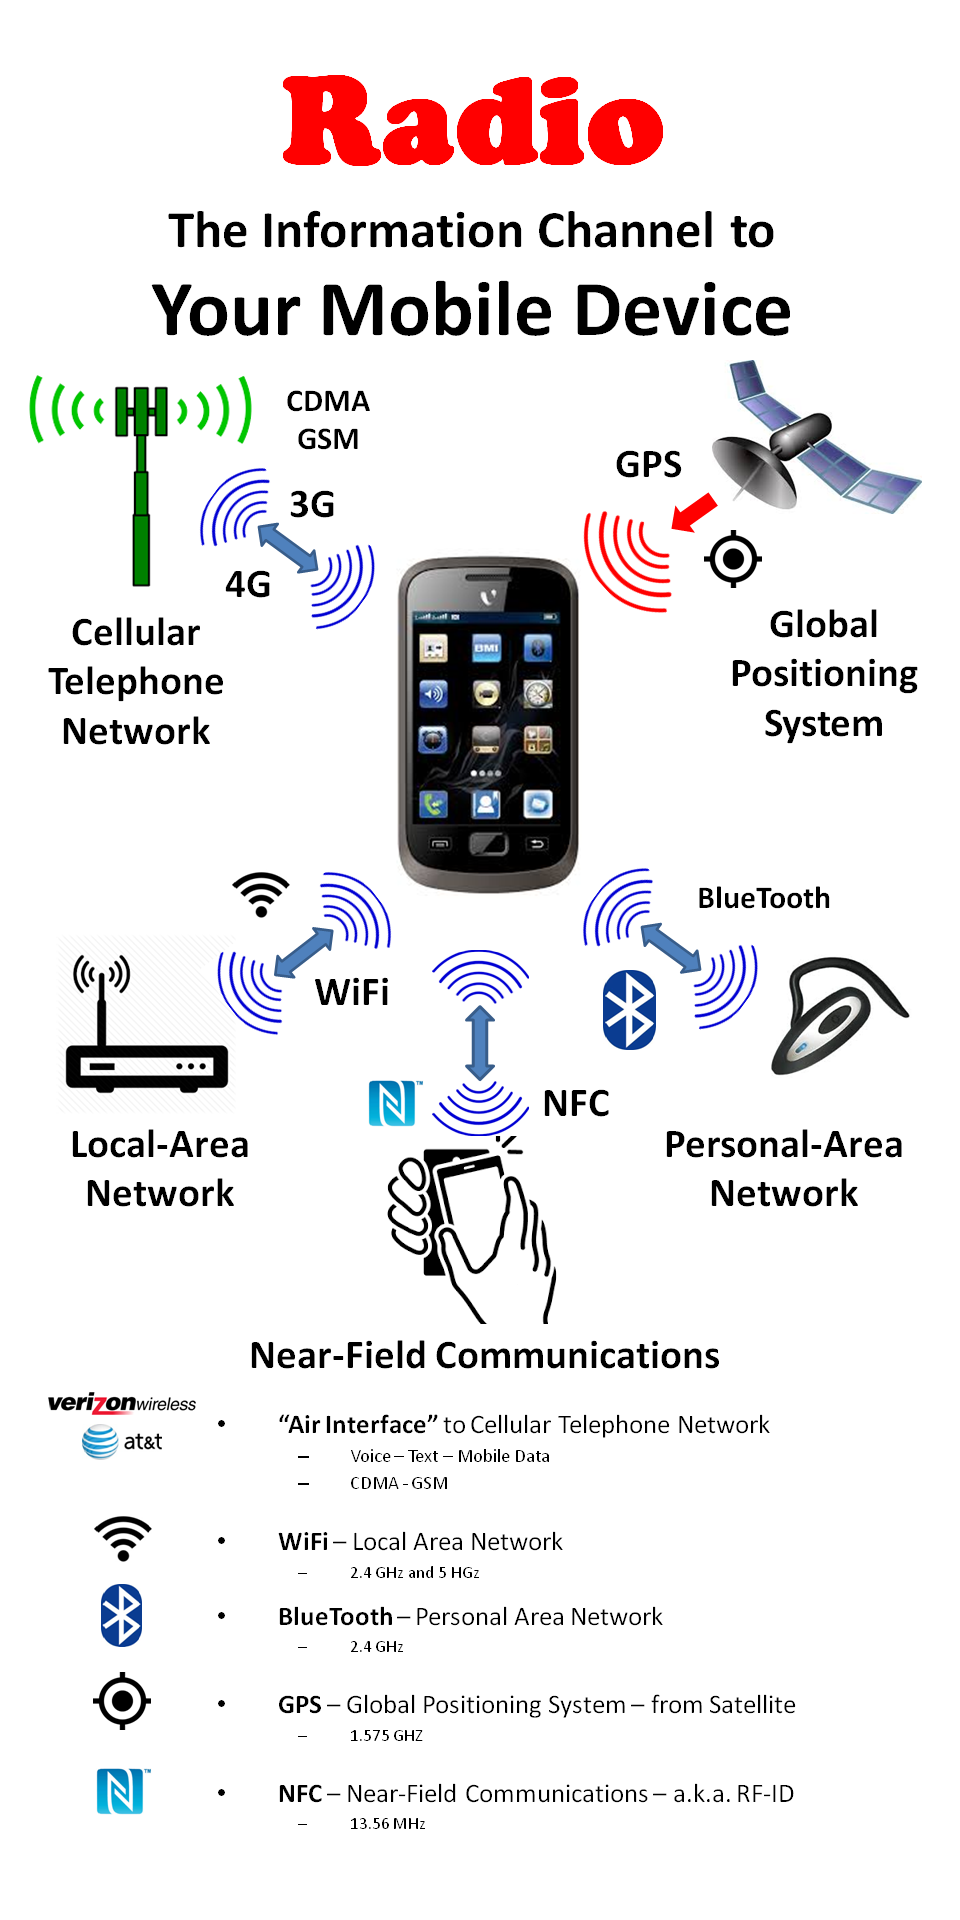 Radio
The Information Channel to
Your Mobile Device
CDMA
GSM
3G
4G
GPS
Cellular
Telephone
Network
Global
Positioning
System
BMI
BlueTooth
WiFi
NFC
Local-Area
Network
Personal-Area
Network
Near-Field Communications
verizonwireless
at&t
• “Air Interface” to Cellular Telephone Network
– Voice – Text – Mobile Data
– CDMA - GSM
• WiFi – Local Area Network
– 2.4 GHz and 5 HGz
• BlueTooth – Personal Area Network
– 2.4 GHz
• GPS – Global Positioning System – from Satellite
– 1.575 GHZ
• NFC – Near-Field Communications – a.k.a. RF-ID
– 13.56 MHz